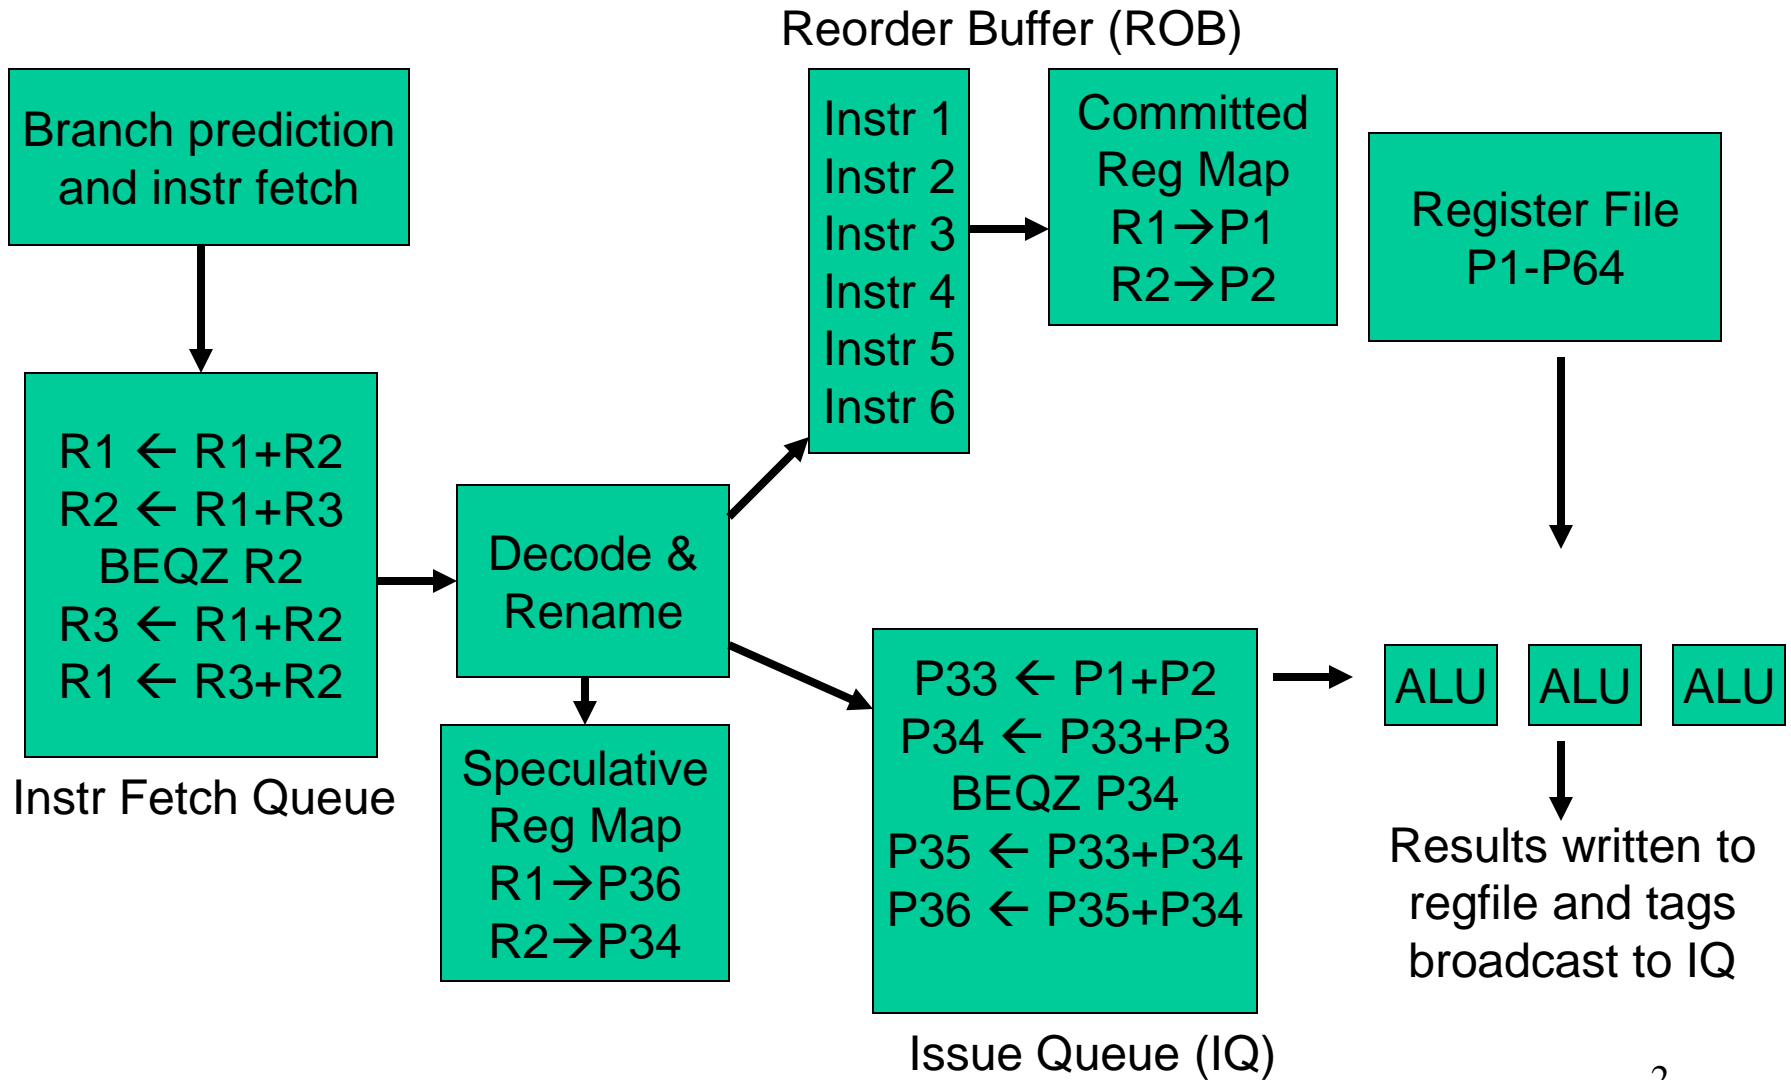 Reorder Buffer (ROB)
Branch prediction
and instr fetch
Instr 1
Instr 2
Instr 3
Instr 4
Instr 5
Instr 6
Committed
Reg Map
R1→P1
R2→P2
Register File
P1-P64
R1 ← R1+R2
R2 ← R1+R3
BEQZ R2
R3 ← R1+R2
R1 ← R3+R2
Instr Fetch Queue
Decode &
Rename
Speculative
Reg Map
R1→P36
R2→P34
P33 ← P1+P2
P34 ← P33+P3
BEQZ P34
P35 ← P33+P34
P36 ← P35+P34
Issue Queue (IQ)
ALU
ALU
ALU
Results written to
regfile and tags
broadcast to IQ
2